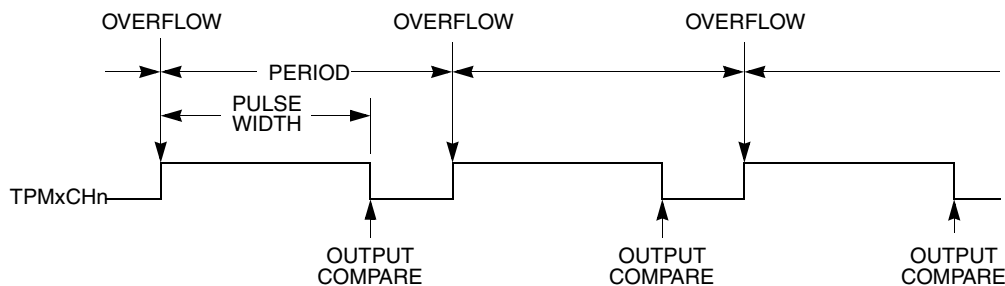 OVERFLOW OVERFLOW OVERFLOW
PERIOD
PULSE
WIDTH
TPMxCHn
OUTPUT
COMPARE
OUTPUT
COMPARE
OUTPUT
COMPARE